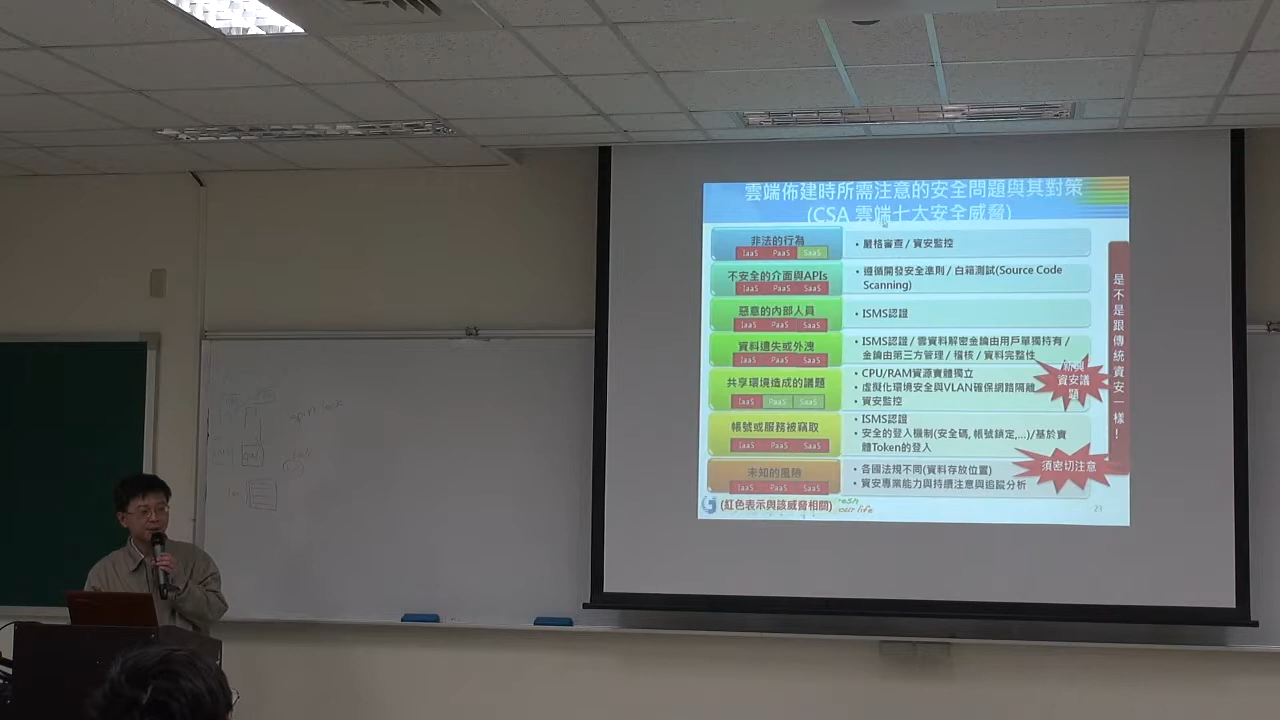 雲端佈建時所需注意的安全問題與其對策
(CSA 雲端七大安全威脅)
非法的行為
IaaS PaaS SaaS
• 嚴格審查 / 資安監控
不安全的介面與APIs
IaaS PaaS SaaS
• 遵循開發安全準則 / 白箱測試(Source Code
Scanning)
惡意的內部人員
IaaS PaaS SaaS
• ISMS認證
資料遺失或外洩
IaaS PaaS SaaS
• ISMS認證 / 雲資料解密金鑰由用戶單獨持有 /
金鑰由第三方管理 / 稽核 / 資料完整性
共享環境造成的議題
IaaS PaaS SaaS
• CPU/RAM資源實體獨立
• 虛擬化環境安全與VLAN確保網路隔離
• 資安監控
帳號或服務被竊取
IaaS PaaS SaaS
• ISMS認證
• 安全的登入機制(安全碼, 帳號鎖定,...)/基於實
體Token的登入
未知的風險
IaaS PaaS SaaS
• 各國法規不同(資料存放位置)
• 資安專業能力與持續注意與追蹤分析
是不是跟傳統資安一樣！
新興
資安議
題
須密切注意
(紅色表示與該威脅相關)
our life
21
spin lock